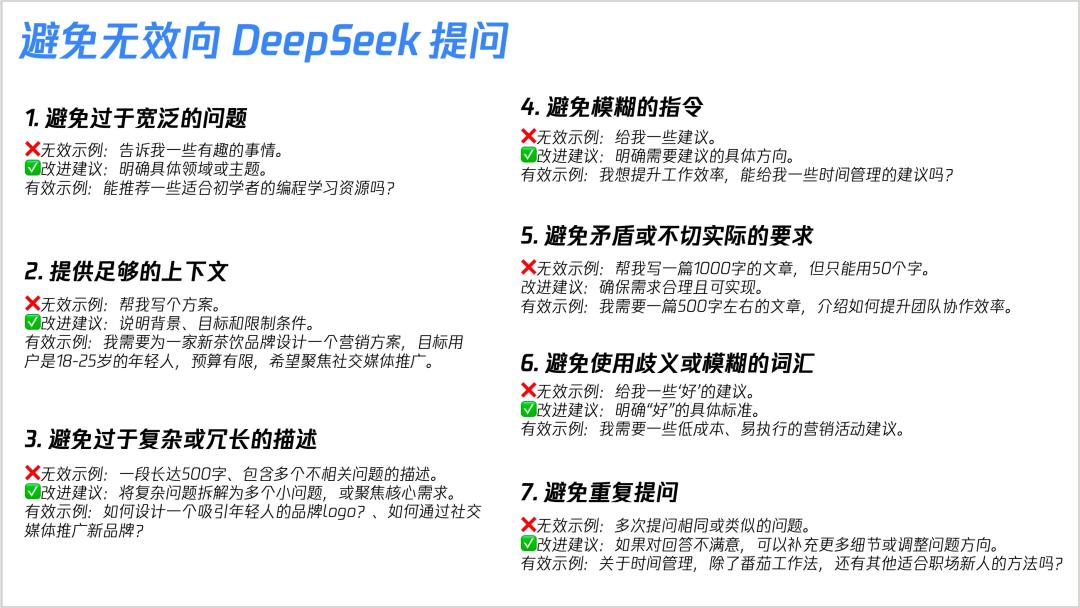 避免无效向 DeepSeek 提问
1. 避免过于宽泛的问题
❌无效示例：告诉我一些有趣的事情。
✅改进建议：明确具体领域或主题。
有效示例：能推荐一些适合初学者的编程学习资源吗？
2. 提供足够的上下文
❌无效示例：帮我写个方案。
✅改进建议：说明背景、目标和限制条件。
有效示例：我需要为一家新茶饮品牌设计一个营销方案，目标用
户是18-25岁的年轻人，预算有限，希望聚焦社交媒体推广。
3. 避免过于复杂或冗长的描述
❌无效示例：一段长达500字、包含多个不相关问题的描述。
✅改进建议：将复杂问题拆解为多个小问题，或聚焦核心需求。
有效示例：如何设计一个吸引年轻人的品牌logo？、如何通过社交
媒体推广新品牌？
4. 避免模糊的指令
❌无效示例：给我一些建议。
✅改进建议：明确需要建议的具体方向。
有效示例：我想提升工作效率，能给我一些时间管理的建议吗？
5. 避免矛盾或不切实际的要求
❌无效示例：帮我写一篇1000字的文章，但只能用50个字。
改进建议：确保需求合理且可实现。
有效示例：我需要一篇500字左右的文章，介绍如何提升团队协作效率。
6. 避免使用歧义或模糊的词汇
❌无效示例：给我一些‘好’的建议。
✅改进建议：明确“好”的具体标准。
有效示例：我需要一些低成本、易执行的营销活动建议。
7. 避免重复提问
❌无效示例：多次提问相同或类似的问题。
✅改进建议：如果对回答不满意，可以补充更多细节或调整问题方向。
有效示例：关于时间管理，除了番茄工作法，还有其他适合职场新人的方法吗？